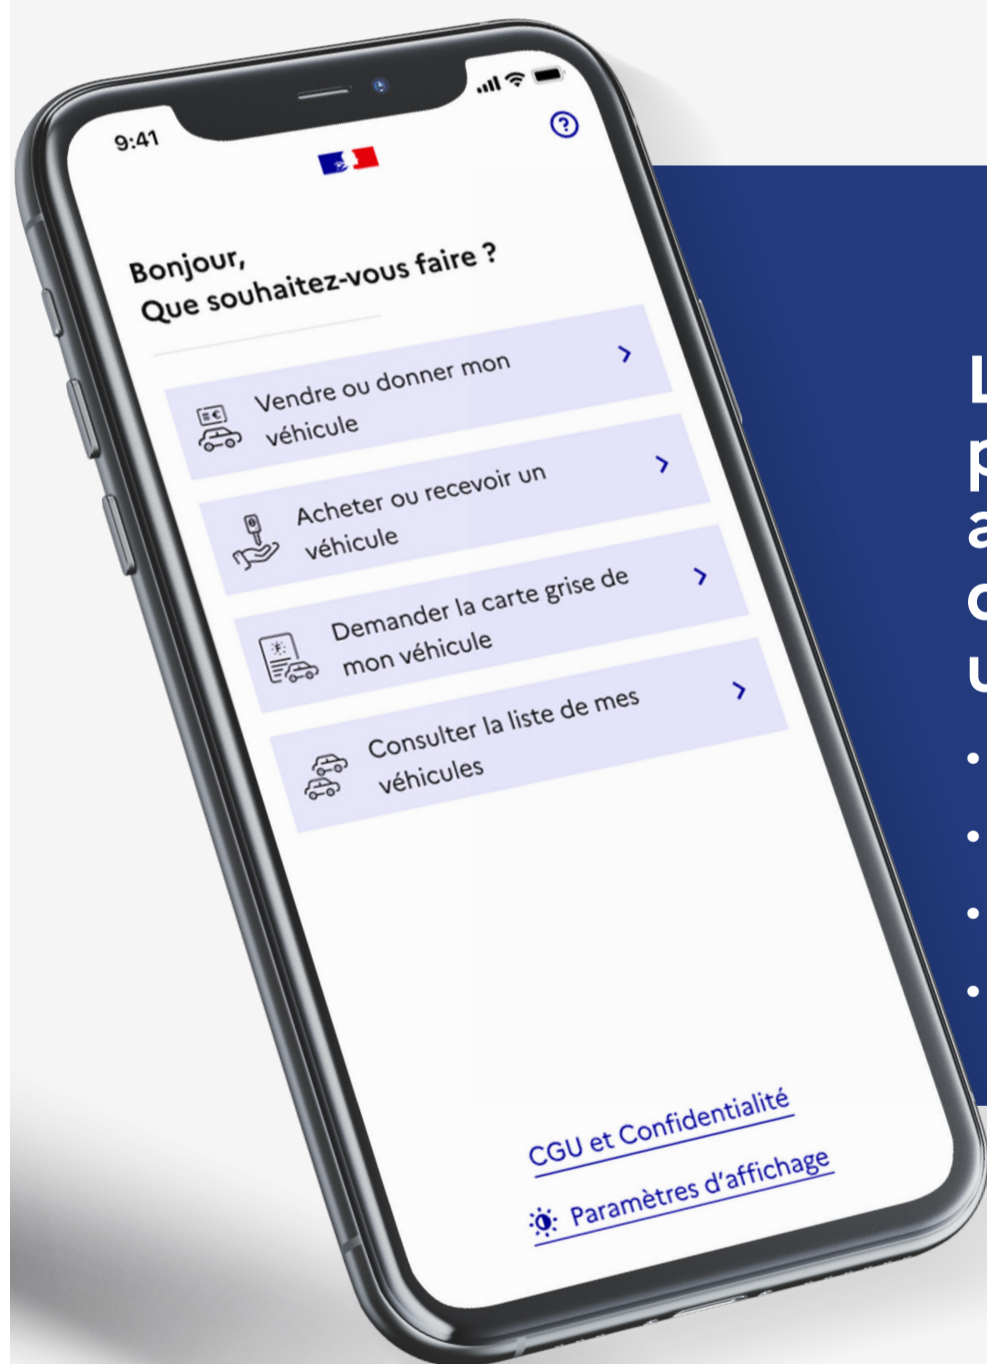 9:41
Bonjour,
Que souhaitez-vous faire ?
Vendre ou donner mon
véhicule
Acheter ou recevoir un
véhicule
Demander la carte grise de
mon véhicule
Consulter la liste de mes
véhicules
CGU et Confidentialité
Paramètres d'affichage